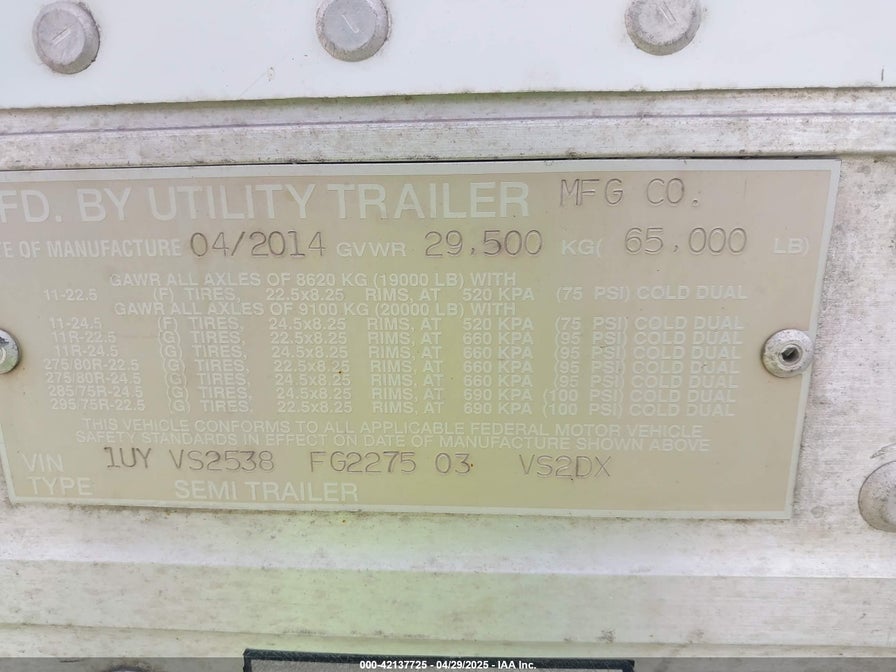 FD. BY UTILITY TRAILER MFG CO.
TE OF MANUFACTURE 04/2014 GVWR 29,500 KG( 65,000 LB)
GAWR ALL AXLES OF 8620 KG (19000 LB) WITH
11-22.5 (F) TIRES, 22.5x8.25 RIMS, AT 520 KPA (75 PSI) COLD DUAL
GAWR ALL AXLES OF 9100 KG (20000 LB) WITH
11-24.5 (F) TIRES, 24.5x8.25 RIMS, AT 520 KPA (75 PSI) COLD DUAL
11R-22.5 (G) TIRES, 22.5x8.25 RIMS, AT 660 KPA (95 PSI) COLD DUAL
11R-24.5 TIRES, 24.5x8.25 RIMS, AT 660 KPA (95 PSI) COLD DUAL
275/80R-22.5 (G) TIRES, 22.5x8.25 RIMS, AT 660 KPA (95 PSI) COLD DUAL
275/80R-24.5 TIRES, 24.5x8.25 RIMS, AT 660 KPA (95 PSI) COLD DUAL
285/75R-24.5 (G) TIRES, 24.5x8.25 RIMS, AT 690 KPA (100 PSI) COLD DUAL
295/75R-22.5 (G) TIRES, 22.5x8.25 RIMS, AT 690 KPA (100 PSI) COLD DUAL
THIS VEHICLE CONFORMS TO ALL APPLICABLE FEDERAL MOTOR VEHICLE
SAFETY STANDARDS IN EFFECT ON DATE OF MANUFACTURE SHOWN ABOVE
VIN 1UY VS2538 FG2275 03 VS2DX
TYPE SEMI TRAILER
000-42137725 - 04/29/2025 - IAA Inc.